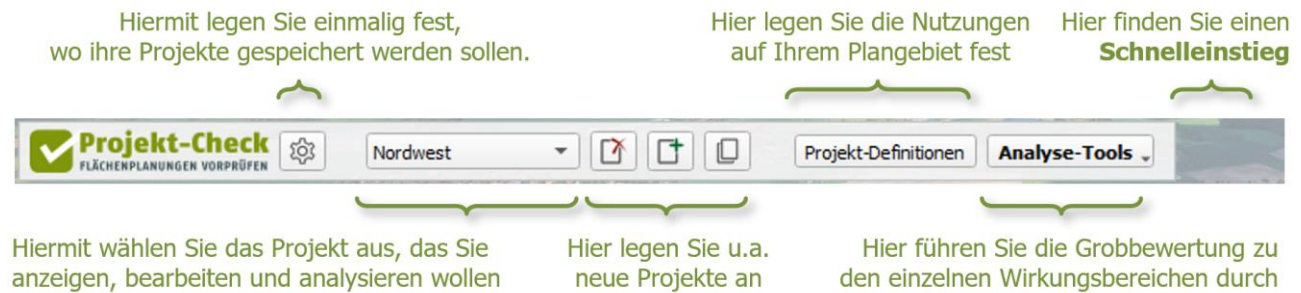 Hiermit legen Sie einmalig fest,
wo ihre Projekte gespeichert werden sollen.
Hier legen Sie die Nutzungen
auf Ihrem Plangebiet fest
Hier finden Sie einen
Schnelleinstieg
Projekt-Check
FLÄCHENPLANUNGEN VORPRÜFEN
Nordwest
Projekt-Definitionen
Analyse-Tools
Hiermit wählen Sie das Projekt aus, das Sie
anzeigen, bearbeiten und analysieren wollen
Hier legen Sie u.a.
neue Projekte an
Hier führen Sie die Grobbewertung zu
den einzelnen Wirkungsbereichen durch